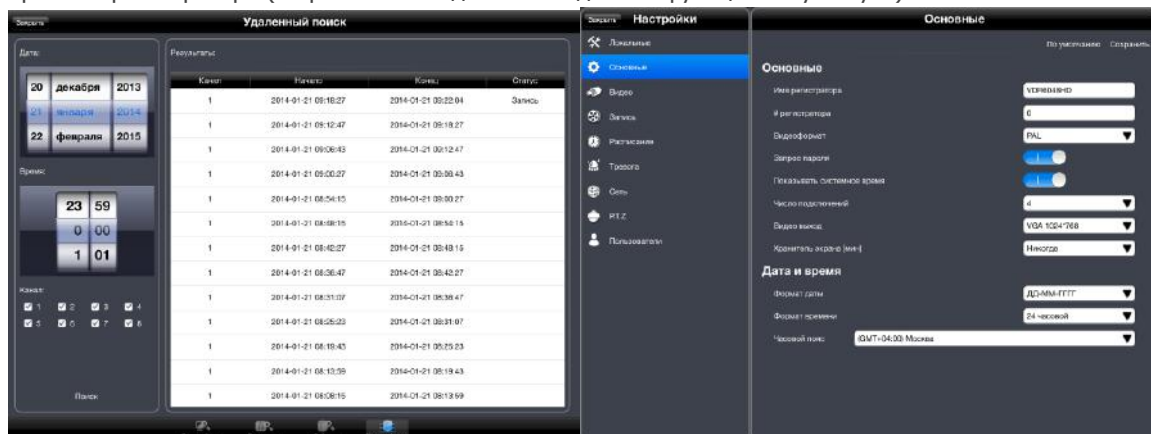 Закрыть Удаленный поиск
Дата:
20 декабря 2013
21 января 2014
22 февраля 2015
Время:
23 59
0 00
1 01
Канал:
1 2 3 4
5 6 7 8
Поиск
Результаты:
Канал Начало Конец Статус
1 2014-01-21 09:18:27 2014-01-21 09:22:04 Запись
1 2014-01-21 09:12:47 2014-01-21 09:18:27
1 2014-01-21 09:06:43 2014-01-21 09:12:47
1 2014-01-21 09:00:27 2014-01-21 09:06:43
1 2014-01-21 08:54:15 2014-01-21 09:00:27
1 2014-01-21 08:48:15 2014-01-21 08:54:15
1 2014-01-21 08:42:27 2014-01-21 08:48:15
1 2014-01-21 08:36:47 2014-01-21 08:42:27
1 2014-01-21 08:31:07 2014-01-21 08:36:47
1 2014-01-21 08:25:23 2014-01-21 08:31:07
1 2014-01-21 08:19:43 2014-01-21 08:25:23
1 2014-01-21 08:13:59 2014-01-21 08:19:43
1 2014-01-21 08:08:15 2014-01-21 08:13:59
Закрыть Настройки
Локальные
Основные
Видео
Запись
Расписание
Тревога
Сеть
PTZ
Пользователи
Основные
По умолчанию Сохранить
Основные
Имя регистратора
# регистратора 0
Видеоформат PAL
Запрос пароля
Показывать системное время
Число подключений 4
Видео выход VGA 1024*768
Хранитель экрана [мин] Никогда
Дата и время
Формат даты ДД-ММ-ГГГГ
Формат времени 24-часовой
Часовой пояс (GMT+04:00) Москва